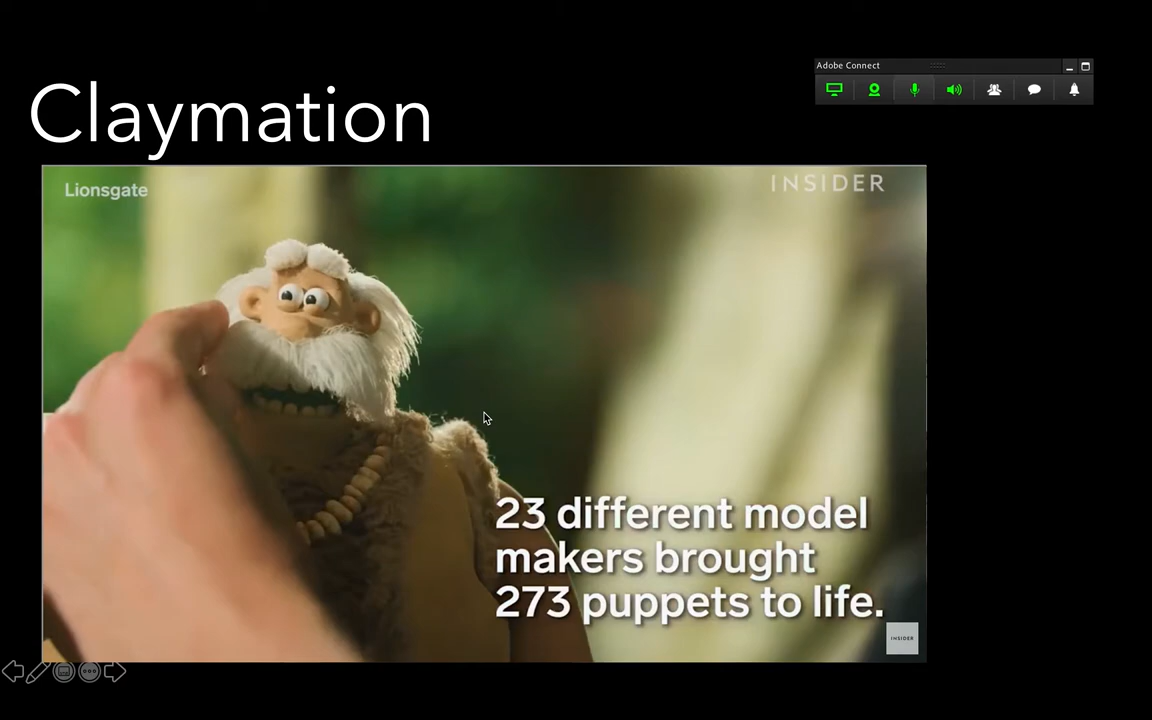 Adobe Connect
Claymation
Lionsgate
INSIDER
23 different model
makers brought
273 puppets to life.
INSIDER